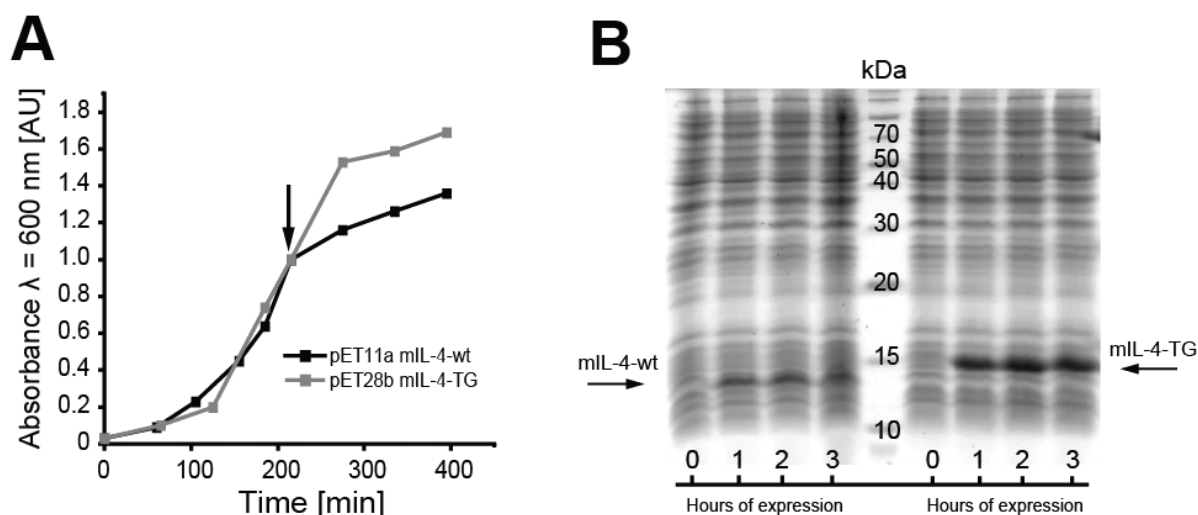 A
Absorbance λ = 600 nm [AU]
1.8
1.6
1.4
1.2
1.0
0.8
0.6
0.4
0.2
0
0 100 200 300 400
Time [min]
pET11a mIL-4-wt
pET28b mIL-4-TG
B
kDa
70
50
40
30
20
15
10
mIL-4-wt
mIL-4-TG
0 1 2 3 0 1 2 3
Hours of expression Hours of expression